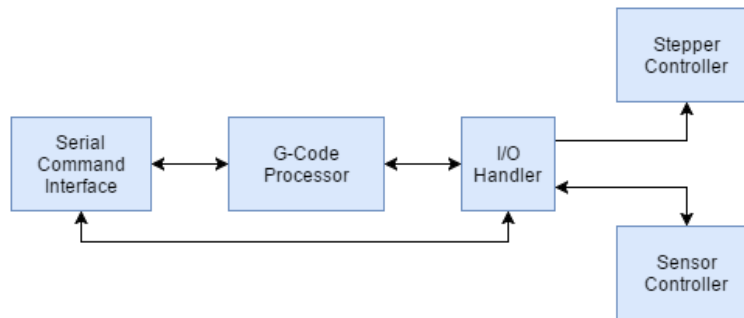 Stepper
Controller
Serial
Command
Interface
G-Code
Processor
I/O
Handler
Sensor
Controller